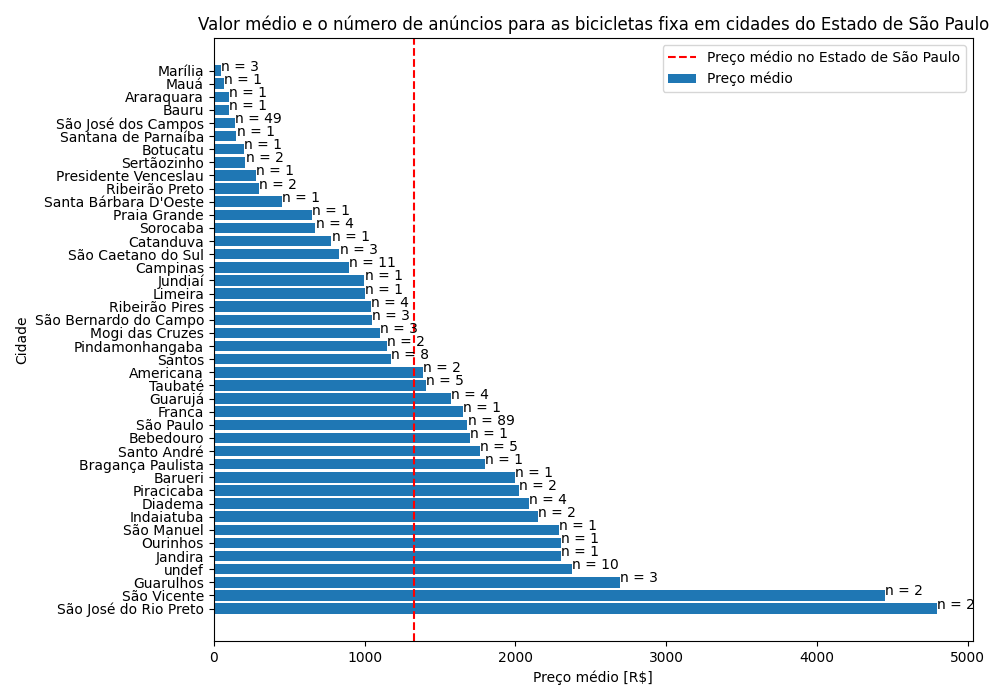 Valor médio e o número de anúncios para as bicicletas fixa em cidades do Estado de São Paulo
Preço médio no Estado de São Paulo
Preço médio
Cidade
Marília n = 3
Mauá n = 1
Araraquara n = 1
Bauru n = 1
São José dos Campos n = 49
Santana de Parnaíba n = 1
Botucatu n = 1
Sertãozinho n = 2
Presidente Venceslau n = 1
Ribeirão Preto n = 2
Santa Bárbara D'Oeste n = 1
Praia Grande n = 1
Sorocaba n = 4
Catanduva n = 1
São Caetano do Sul n = 3
Campinas n = 11
Jundiaí n = 1
Limeira n = 1
Ribeirão Pires n = 4
São Bernardo do Campo n = 3
Mogi das Cruzes n = 3
Pindamonhangaba n = 2
Santos n = 8
Americana n = 2
Taubaté n = 5
Guarujá n = 4
Franca n = 1
São Paulo n = 89
Bebedouro n = 1
Santo André n = 5
Bragança Paulista n = 1
Barueri n = 1
Piracicaba n = 2
Diadema n = 4
Indaiatuba n = 2
São Manuel n = 1
Ourinhos n = 1
Jandira n = 1
undef n = 10
Guarulhos n = 3
São Vicente n = 2
São José do Rio Preto n = 2
0 1000 2000 3000 4000 5000
Preço médio [R$]